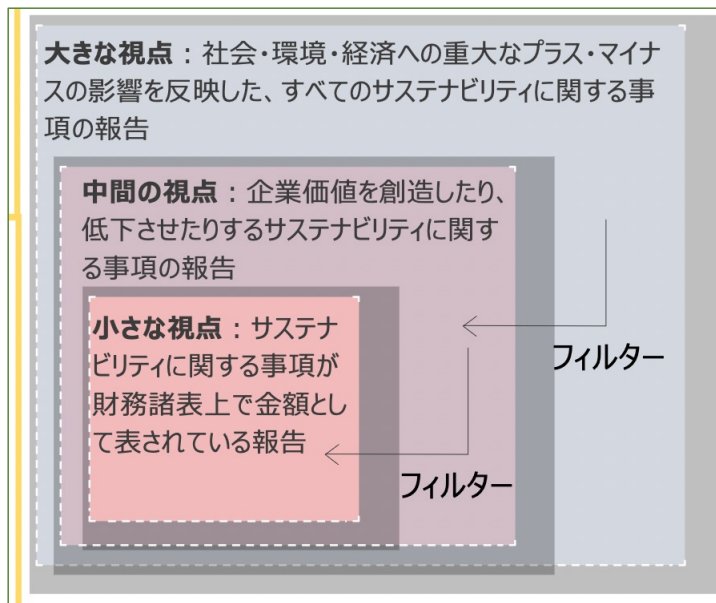 大きな視点：社会・環境・経済への重大なプラス・マイナ
スの影響を反映した、すべてのサステナビリティに関する事
項の報告
中間の視点：企業価値を創造したり、
低下させたりするサステナビリティに関す
る事項の報告
小さな視点：サステナ
ビリティに関する事項が
財務諸表上で金額とし
て表されている報告
フィルター
フィルター